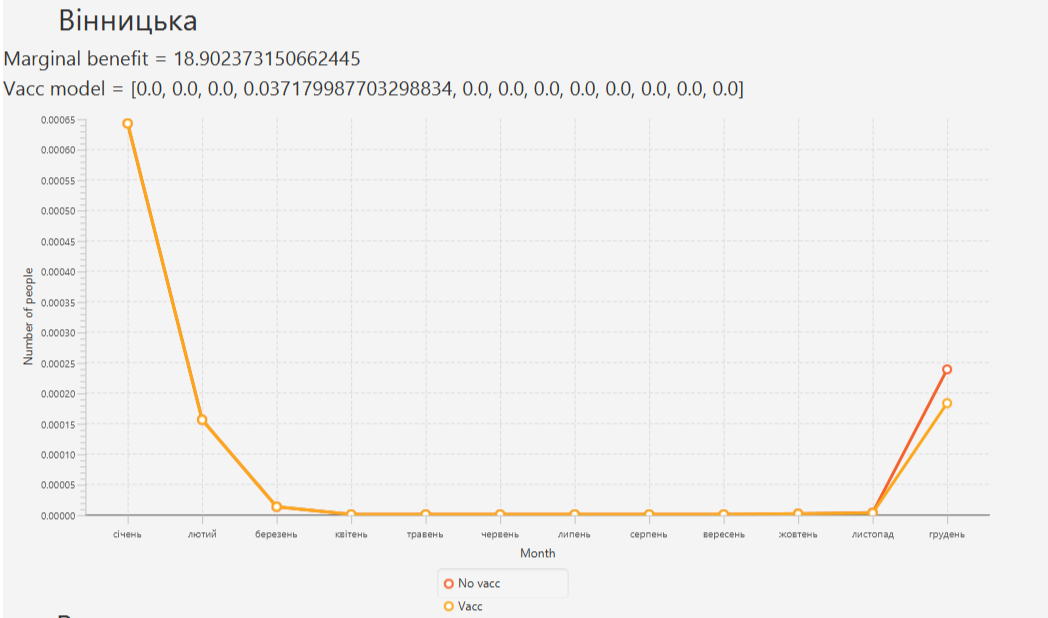 Вінницька
Marginal benefit = 18.902373150662445
Vacc model = [0.0, 0.0, 0.0, 0.037179987703298834, 0.0, 0.0, 0.0, 0.0, 0.0, 0.0, 0.0, 0.0]
0.00065
0.00060
0.00055
0.00050
0.00045
0.00040
0.00035
0.00030
0.00025
0.00020
0.00015
0.00010
0.00005
0.00000
Number of people
січень лютий березень квітень травень червень липень серпень вересень жовтень листопад грудень
Month
No vacc
Vacc